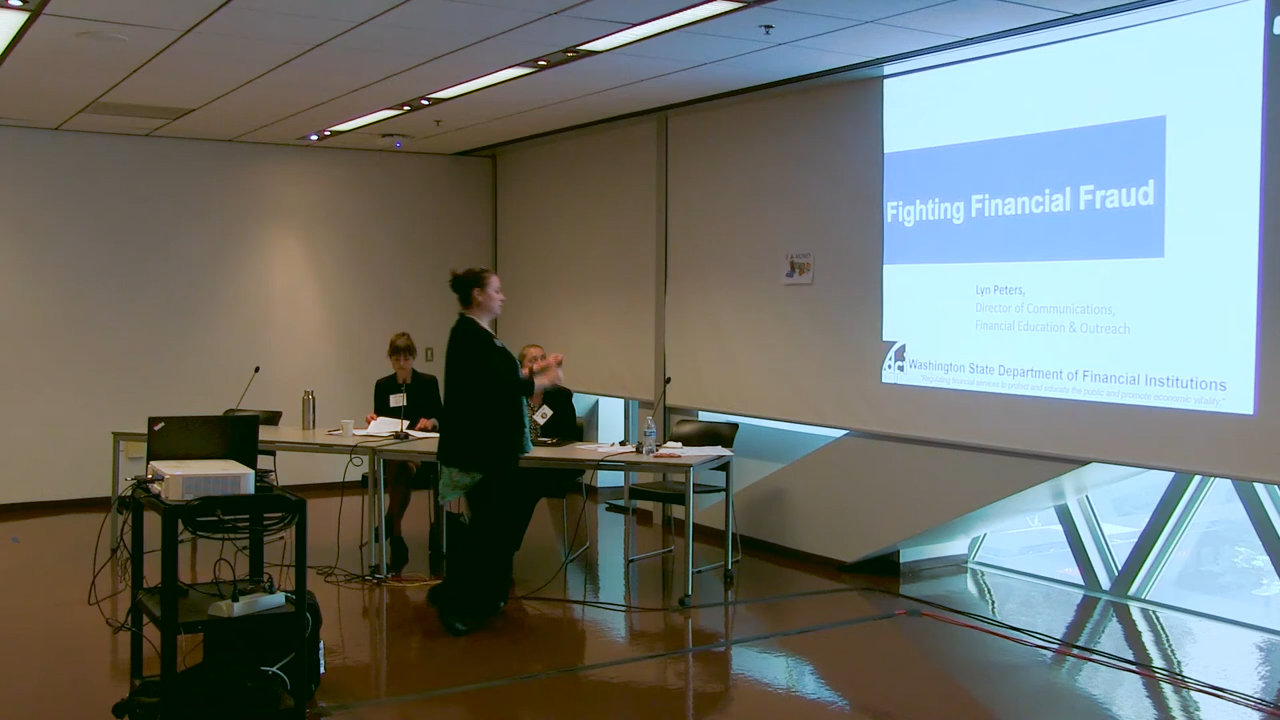 Fighting Financial Fraud
Lyn Peters,
Director of Communications,
Financial Education & Outreach
Washington State Department of Financial Institutions
"Regulating financial services to protect and educate the public and promote economic vitality."